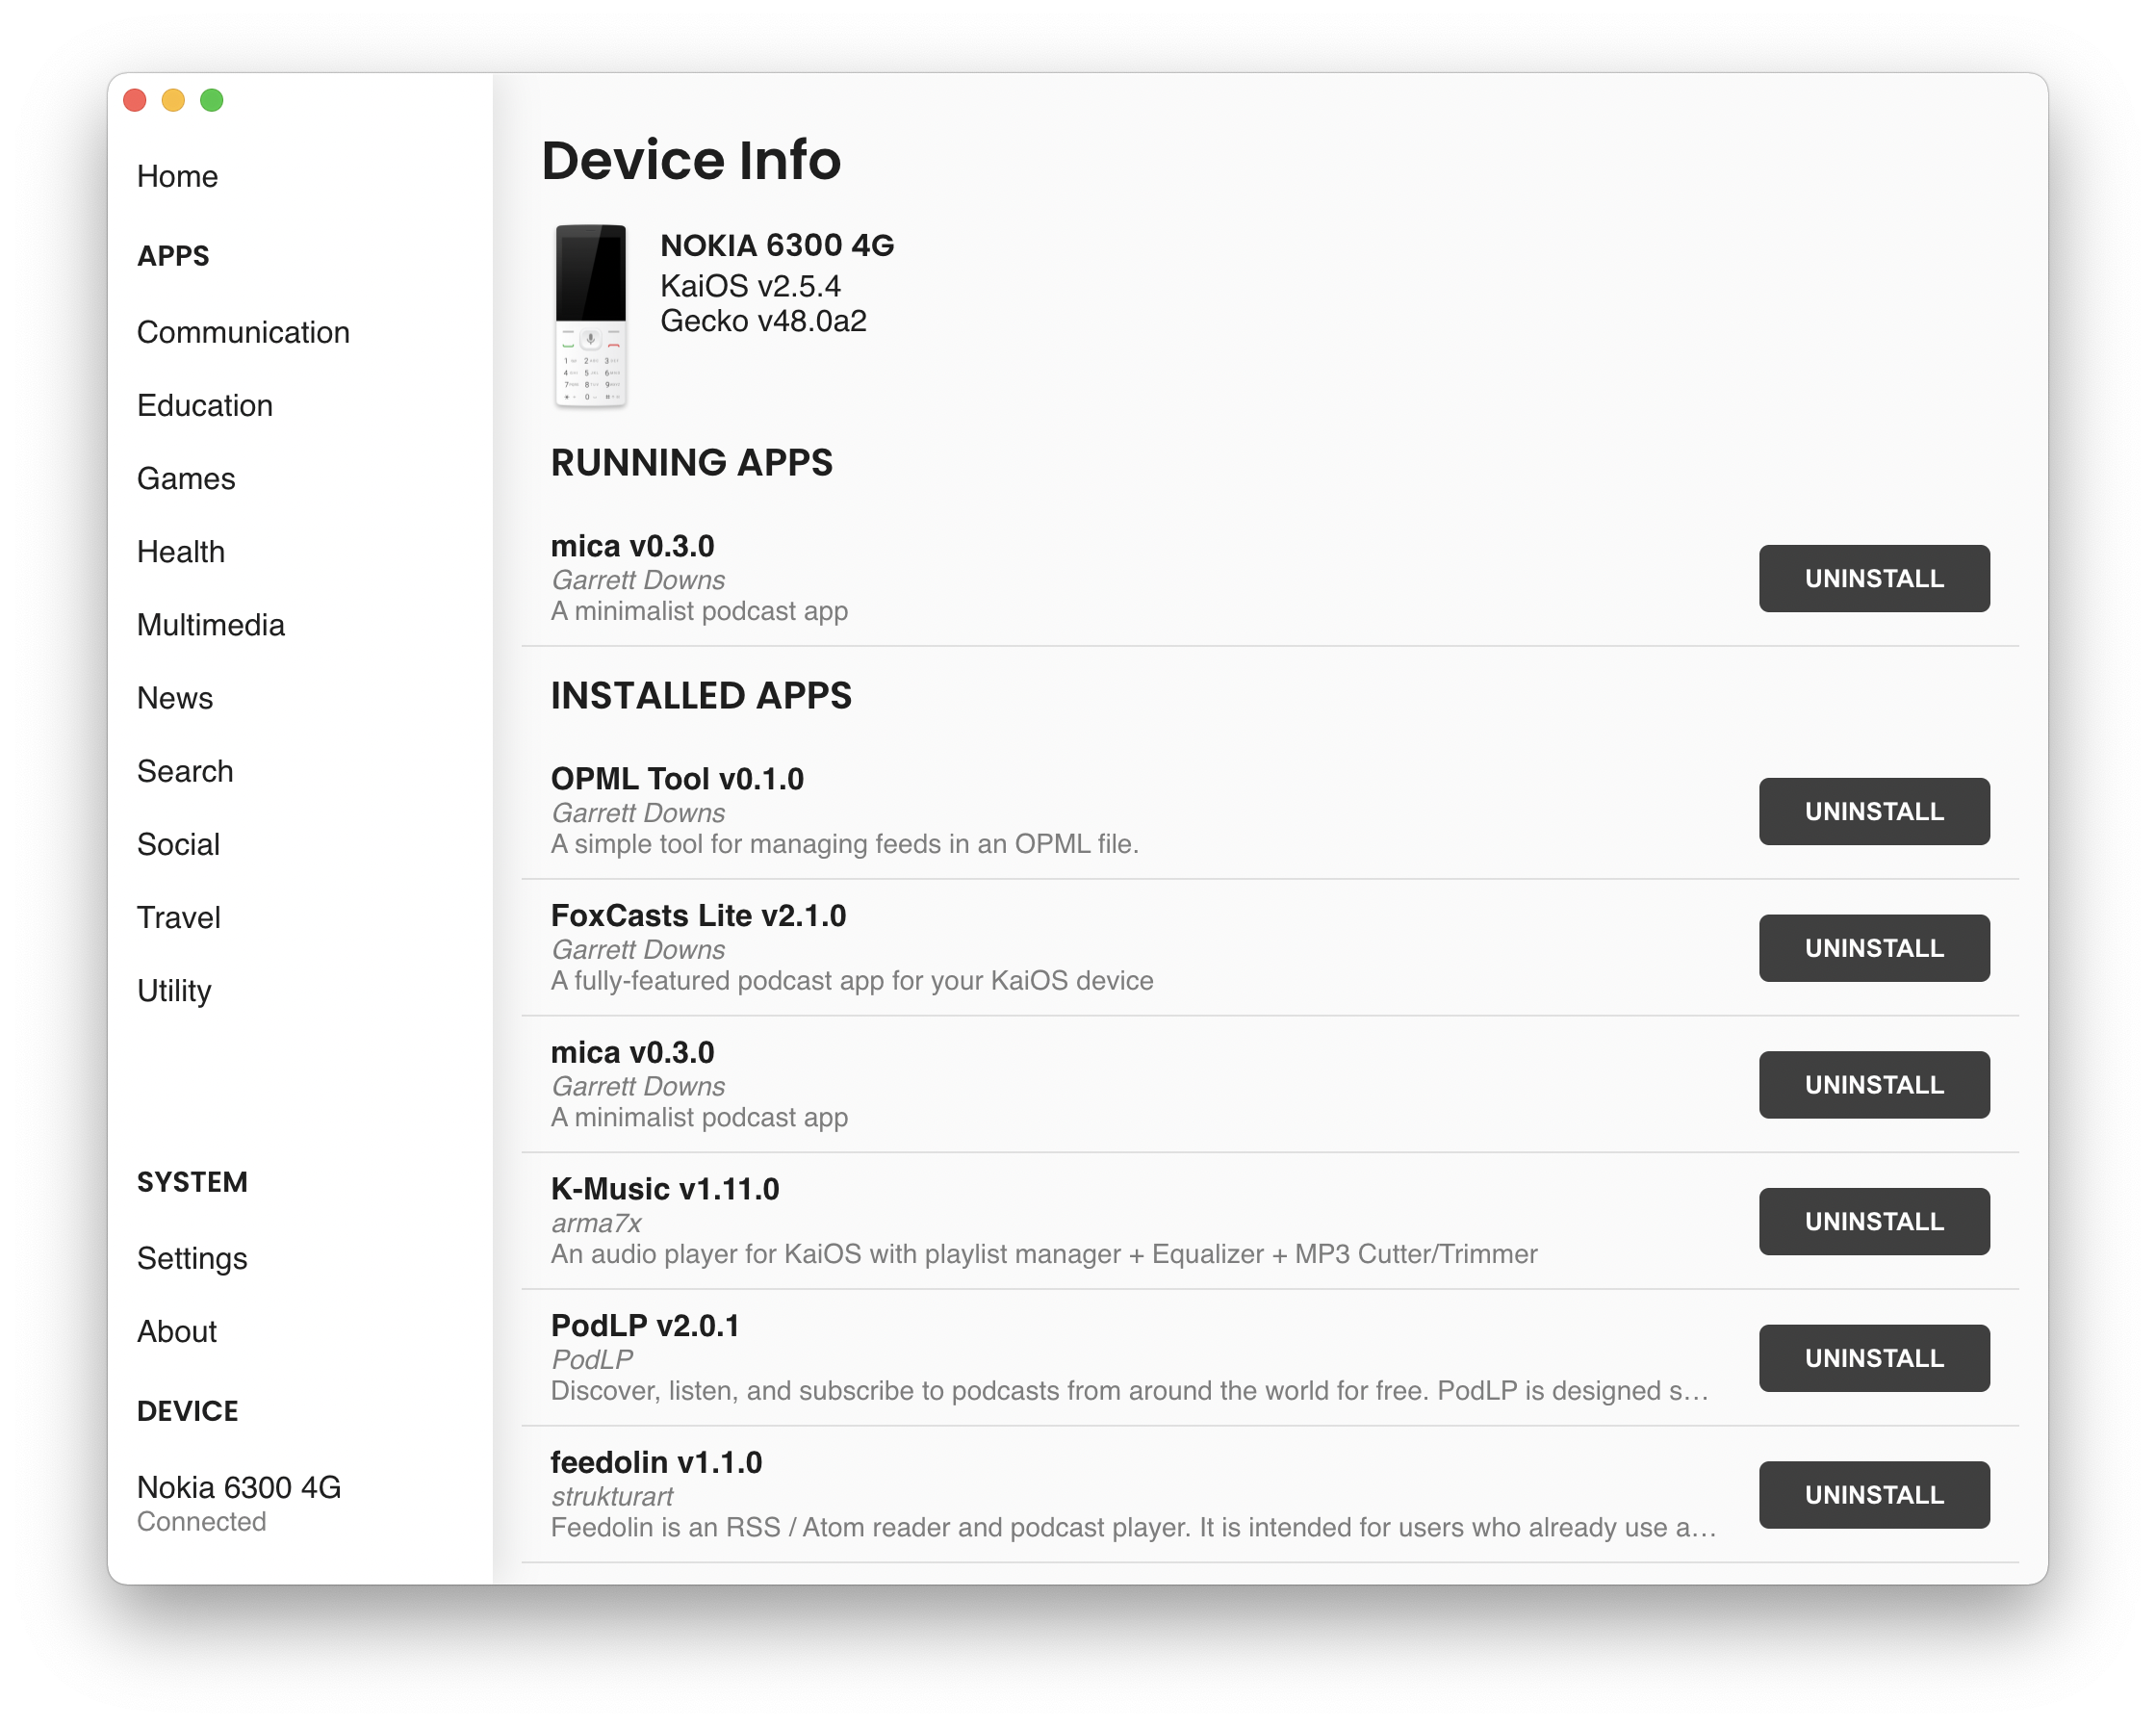 Home
APPS
Communication
Education
Games
Health
Multimedia
News
Search
Social
Travel
Utility
SYSTEM
Settings
About
DEVICE
Nokia 6300 4G
Connected
Device Info
NOKIA 6300 4G
KaiOS v2.5.4
Gecko v48.0a2
RUNNING APPS
mica v0.3.0
Garrett Downs
A minimalist podcast app
UNINSTALL
INSTALLED APPS
OPML Tool v0.1.0
Garrett Downs
A simple tool for managing feeds in an OPML file.
UNINSTALL
FoxCasts Lite v2.1.0
Garrett Downs
A fully-featured podcast app for your KaiOS device
UNINSTALL
mica v0.3.0
Garrett Downs
A minimalist podcast app
UNINSTALL
K-Music v1.11.0
arma7x
An audio player for KaiOS with playlist manager + Equalizer + MP3 Cutter/Trimmer
UNINSTALL
PodLP v2.0.1
PodLP
Discover, listen, and subscribe to podcasts from around the world for free. PodLP is designed s…
UNINSTALL
feedolin v1.1.0
strukturart
Feedolin is an RSS / Atom reader and podcast player. It is intended for users who already use a…
UNINSTALL